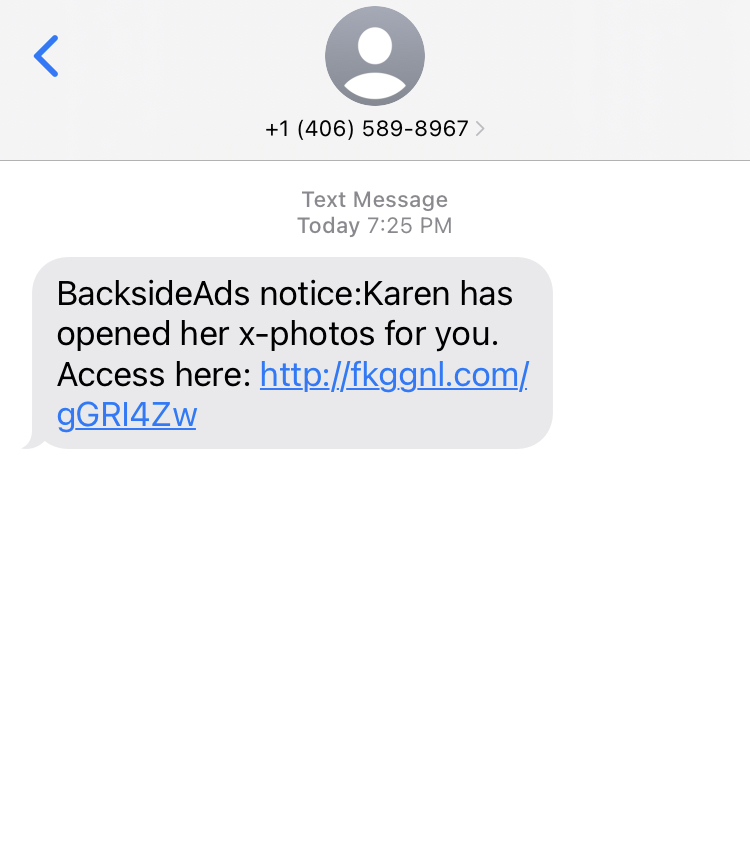 +1 (406) 589-8967
Text Message
Today 7:25 PM
BacksideAds notice:Karen has
opened her x-photos for you.
Access here: http://fkggnl.com/
gGRl4Zw